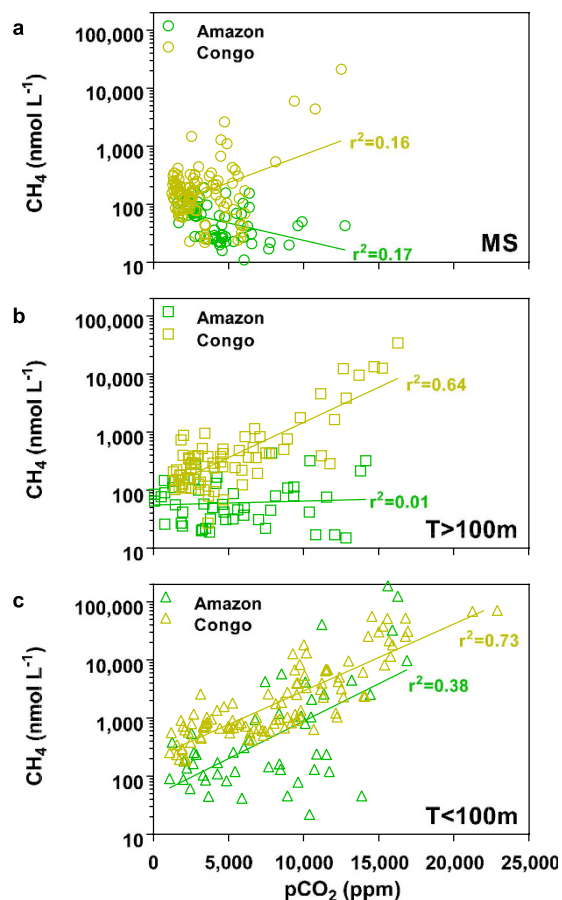 a
100,000
Amazon
Congo
10,000
1,000
100
10
CH₄ (nmol L⁻¹)
r²=0.16
r²=0.17
MS
b
100,000
Amazon
Congo
10,000
1,000
100
10
CH₄ (nmol L⁻¹)
r²=0.64
r²=0.01
T>100m
c
100,000
Amazon
Congo
10,000
1,000
100
10
CH₄ (nmol L⁻¹)
r²=0.73
r²=0.38
T<100m
0 5,000 10,000 15,000 20,000 25,000
pCO₂ (ppm)